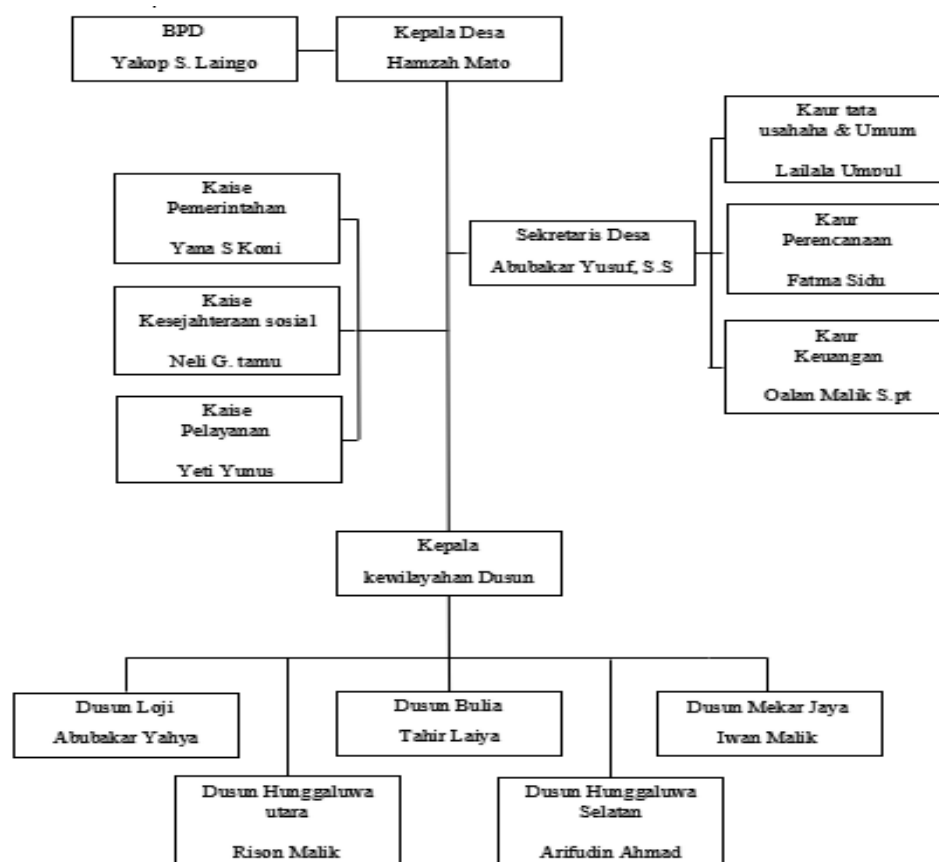 BPD
Yakop S. Laingo
Kepala Desa
Hamzah Mato
Kaur tata
usahaha & Umum
Lailala Umpul
Kaise
Pemerintahan
Yana S Koni
Sekretaris Desa
Abubakar Yusuf, S.S
Kaur
Perencanaan
Fatma Sidu
Kaise
Kesejahteraan sosial
Neli G. tamu
Kaur
Keuangan
Oalan Malik S.pt
Kaise
Pelayanan
Yeti Yunus
Kepala
kewilayahan Dusun
Dusun Loji
Abubakar Yahya
Dusun Bulia
Tahir Laiya
Dusun Mekar Jaya
Iwan Malik
Dusun Hunggaluwa
utara
Rison Malik
Dusun Hunggaluwa
Selatan
Arifudin Ahmad